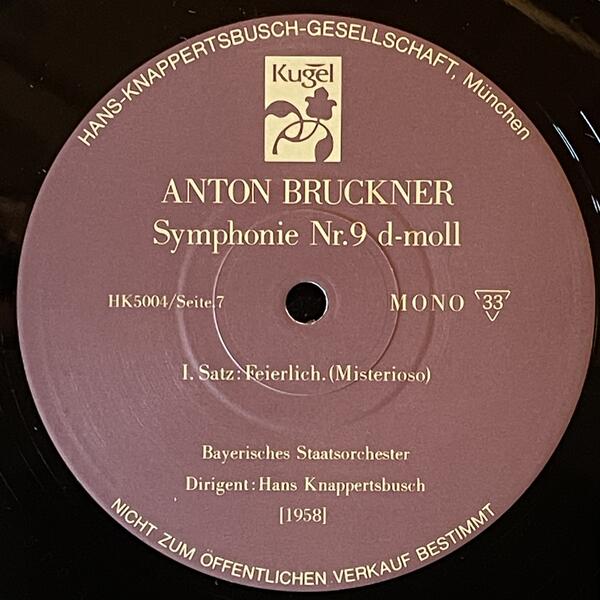 HANS-KNAPPERTSBUSCH-GESELLSCHAFT, München
Kugel
ANTON BRUCKNER
Symphonie Nr.9 d-moll
HK5004/Seite.7 MONO 33
I. Satz: Feierlich. (Misterioso)
Bayerisches Staatsorchester
Dirigent: Hans Knappertsbusch
[1958]
NICHT ZUM ÖFFENTLICHEN VERKAUF BESTIMMT